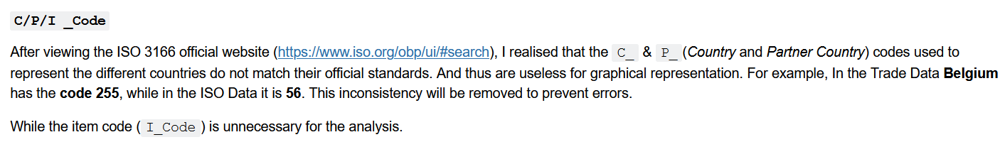 C/P/I _Code
After viewing the ISO 3166 official website (https://www.iso.org/obp/ui/#search), I realised that the C_ & P_ (Country and Partner Country) codes used to
represent the different countries do not match their official standards. And thus are useless for graphical representation. For example, In the Trade Data Belgium
has the code 255, while in the ISO Data it is 56. This inconsistency will be removed to prevent errors.
While the item code ( I_Code ) is unnecessary for the analysis.